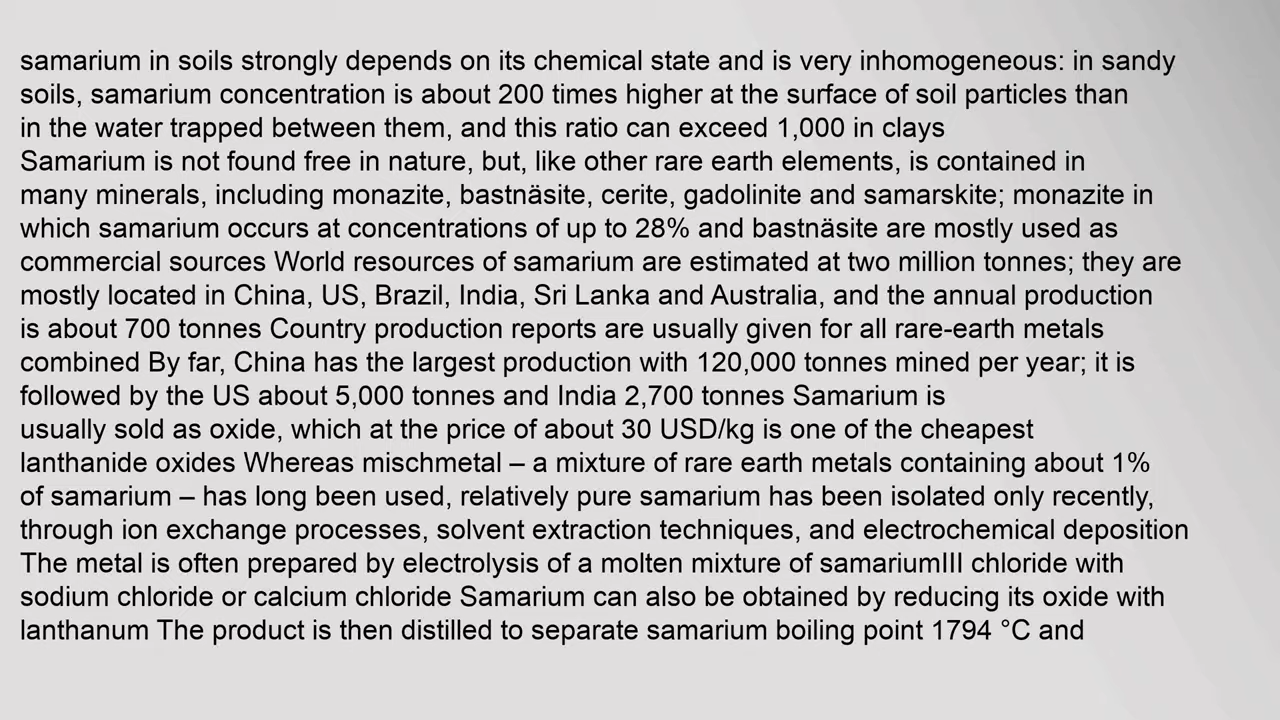 samarium in soils strongly depends on its chemical state and is very inhomogeneous: in sandy
soils, samarium concentration is about 200 times higher at the surface of soil particles than
in the water trapped between them, and this ratio can exceed 1,000 in clays
Samarium is not found free in nature, but, like other rare earth elements, is contained in
many minerals, including monazite, bastnäsite, cerite, gadolinite and samarskite; monazite in
which samarium occurs at concentrations of up to 28% and bastnäsite are mostly used as
commercial sources World resources of samarium are estimated at two million tonnes; they are
mostly located in China, US, Brazil, India, Sri Lanka and Australia, and the annual production
is about 700 tonnes Country production reports are usually given for all rare-earth metals
combined By far, China has the largest production with 120,000 tonnes mined per year; it is
followed by the US about 5,000 tonnes and India 2,700 tonnes Samarium is
usually sold as oxide, which at the price of about 30 USD/kg is one of the cheapest
lanthanide oxides Whereas mischmetal – a mixture of rare earth metals containing about 1%
of samarium – has long been used, relatively pure samarium has been isolated only recently,
through ion exchange processes, solvent extraction techniques, and electrochemical deposition
The metal is often prepared by electrolysis of a molten mixture of samariumIII chloride with
sodium chloride or calcium chloride Samarium can also be obtained by reducing its oxide with
lanthanum The product is then distilled to separate samarium boiling point 1794 °C and